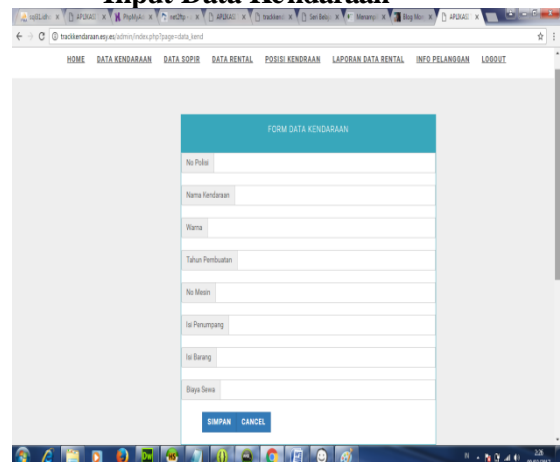 Input Data Kendaraan
trackkendaraan.esy.es/admin/index.php?page=data_kend
HOME DATA KENDARAAN DATA SOPIR DATA RENTAL POSISI KENDRAAN LAPORAN DATA RENTAL INFO PELANGGAN LOGOUT
FORM DATA KENDARAAN
No Polisi
Nama Kendaraan
Warna
Tahun Pembuatan
No Mesin
Isi Penumpang
Isi Barang
Biaya Sewa
SIMPAN CANCEL